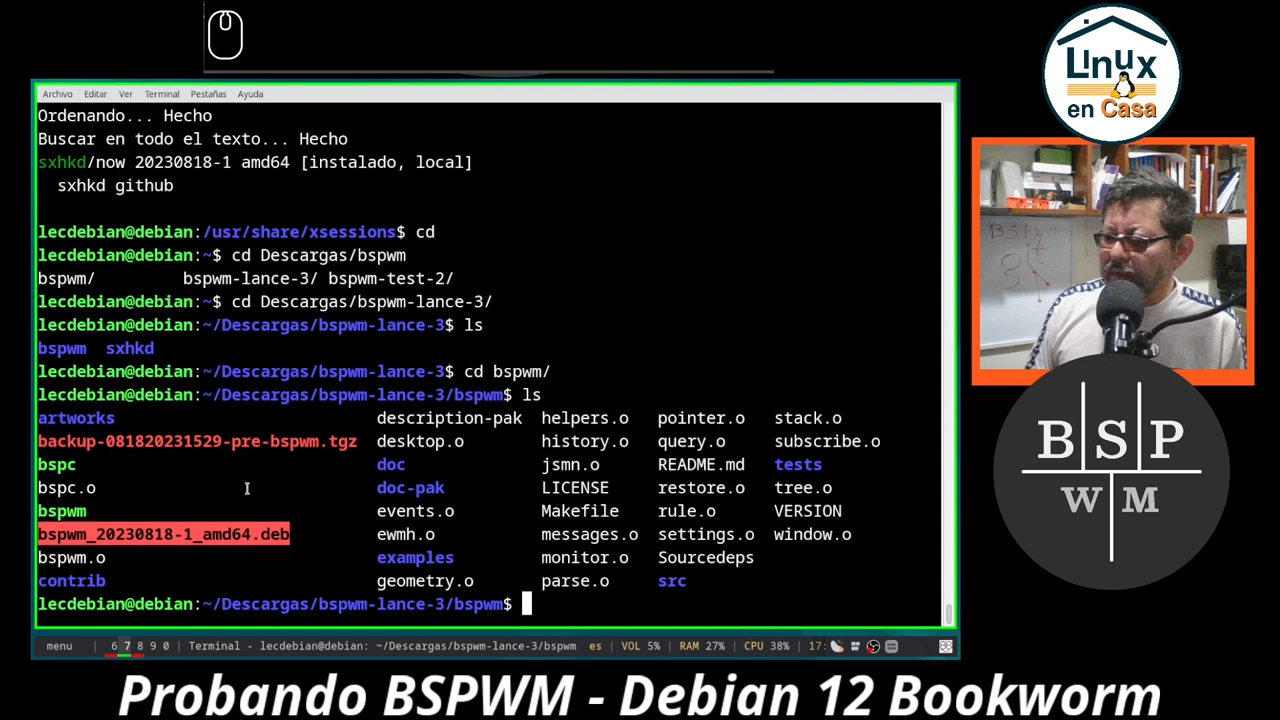 Linux
en Casa
Archivo Editar Ver Terminal Pestañas Ayuda
Ordenando... Hecho
Buscar en todo el texto... Hecho
sxhkd/now 20230818-1 amd64 [instalado, local]
sxhkd github
lecdebian@debian:/usr/share/xsessions$ cd
lecdebian@debian:~$ cd Descargas/bspwm
bspwm/ bspwm-lance-3/ bspwm-test-2/
lecdebian@debian:~$ cd Descargas/bspwm-lance-3/
lecdebian@debian:~/Descargas/bspwm-lance-3$ ls
bspwm sxhkd
lecdebian@debian:~/Descargas/bspwm-lance-3$ cd bspwm/
lecdebian@debian:~/Descargas/bspwm-lance-3/bspwm$ ls
artworks description-pak helpers.o pointer.o stack.o
backup-081820231529-pre-bspwm.tgz desktop.o history.o query.o subscribe.o
bspc doc jsmn.o README.md tests
bspc.o doc-pak LICENSE restore.o tree.o
bspwm events.o Makefile rule.o VERSION
bspwm_20230818-1_amd64.deb ewmh.o messages.o settings.o window.o
bspwm.o examples monitor.o Sourcedeps
contrib geometry.o parse.o src
lecdebian@debian:~/Descargas/bspwm-lance-3/bspwm$
menu | 6 7 8 9 0 | Terminal - lecdebian@debian: ~/Descargas/bspwm-lance-3/bspwm es | VOL 5% | RAM 27% | CPU 38% | 17:
BSPWM
git
BSP
WM
Probando BSPWM - Debian 12 Bookworm